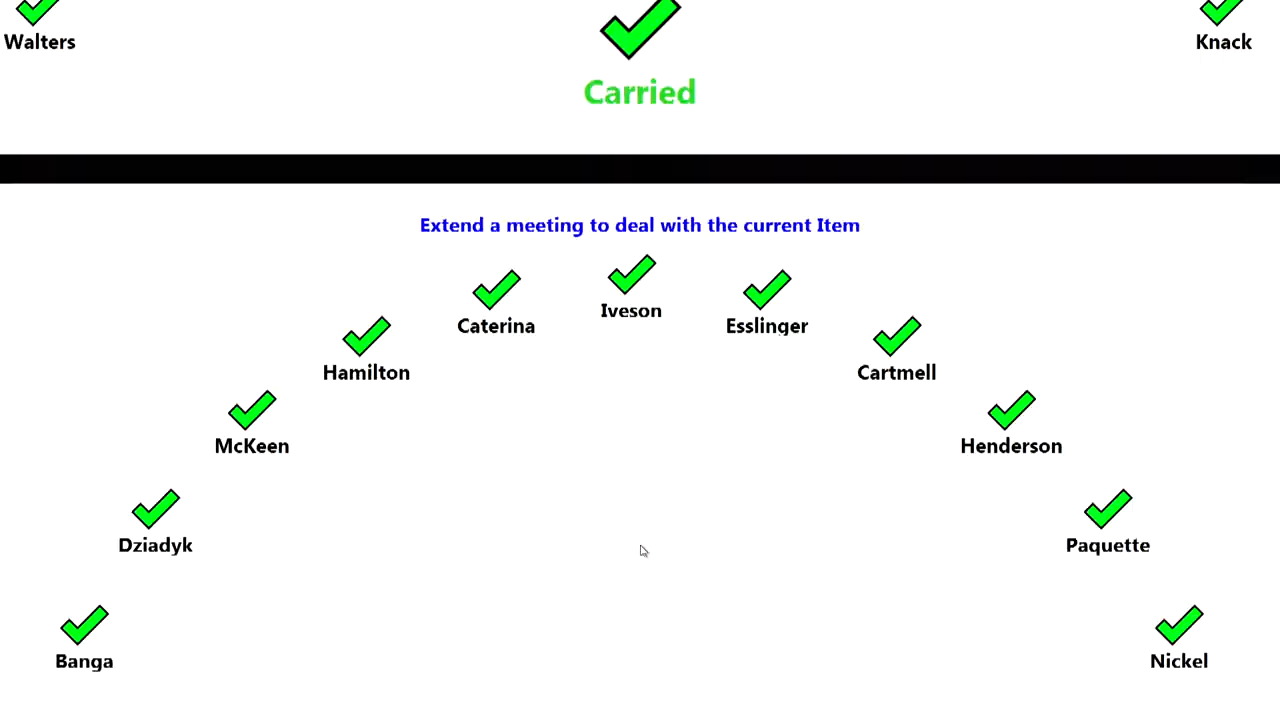 Walters
Knack
Carried
Extend a meeting to deal with the current Item
Iveson
Caterina
Esslinger
Hamilton
Cartmell
McKeen
Henderson
Dziadyk
Paquette
Banga
Nickel